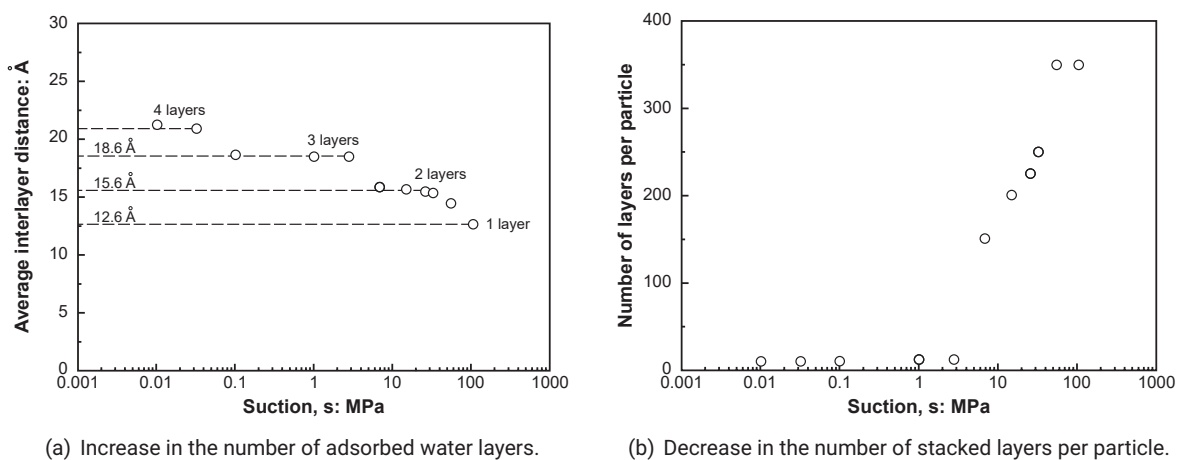 30
25
20
15
10
5
0
Average interlayer distance: Å
4 layers
18.6 Å
3 layers
15.6 Å
2 layers
12.6 Å
1 layer
0.001 0.01 0.1 1 10 100 1000
Suction, s: MPa
(a) Increase in the number of adsorbed water layers.
400
300
200
100
0
Number of layers per particle
0.001 0.01 0.1 1 10 100 1000
Suction, s: MPa
(b) Decrease in the number of stacked layers per particle.